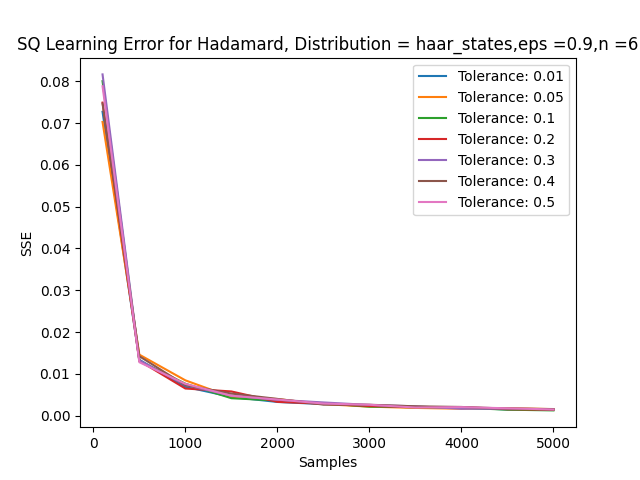 SQ Learning Error for Hadamard, Distribution = haar_states,eps =0.9,n =6
0.08
0.07
0.06
0.05
0.04
0.03
0.02
0.01
0.00
SSE
Tolerance: 0.01
Tolerance: 0.05
Tolerance: 0.1
Tolerance: 0.2
Tolerance: 0.3
Tolerance: 0.4
Tolerance: 0.5
0 1000 2000 3000 4000 5000
Samples